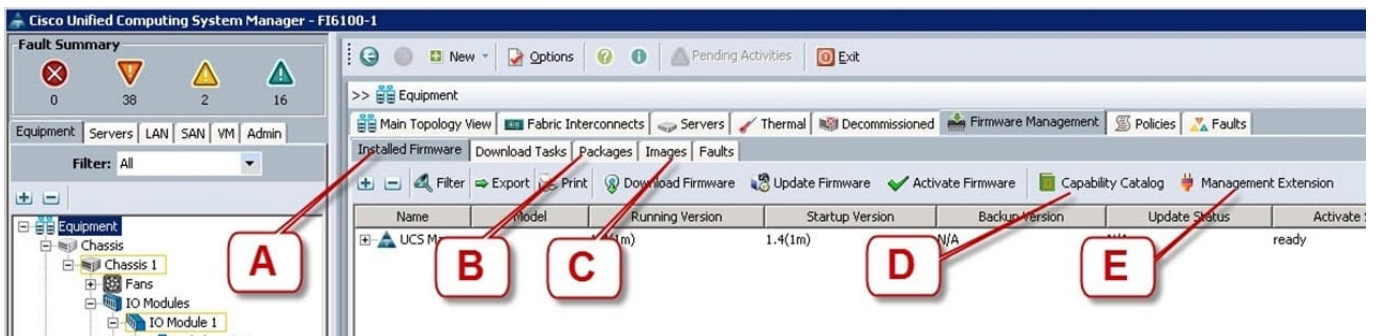 Cisco Unified Computing System Manager - FI6100-1
Fault Summary
0 38 2 16
Equipment Servers LAN SAN VM Admin
Filter: All
Equipment
Chassis
Chassis 1
Fans
IO Modules
IO Module 1
New Options Pending Activities Exit
>> Equipment
Main Topology View Fabric Interconnects Servers Thermal Decommissioned Firmware Management Policies Faults
Installed Firmware Download Tasks Packages Images Faults
Filter Export Print Download Firmware Update Firmware Activate Firmware Capability Catalog Management Extension
Name Model Running Version Startup Version Backup Version Update Status Activate
UCS 1.4(1m) N/A ready
A B C D E